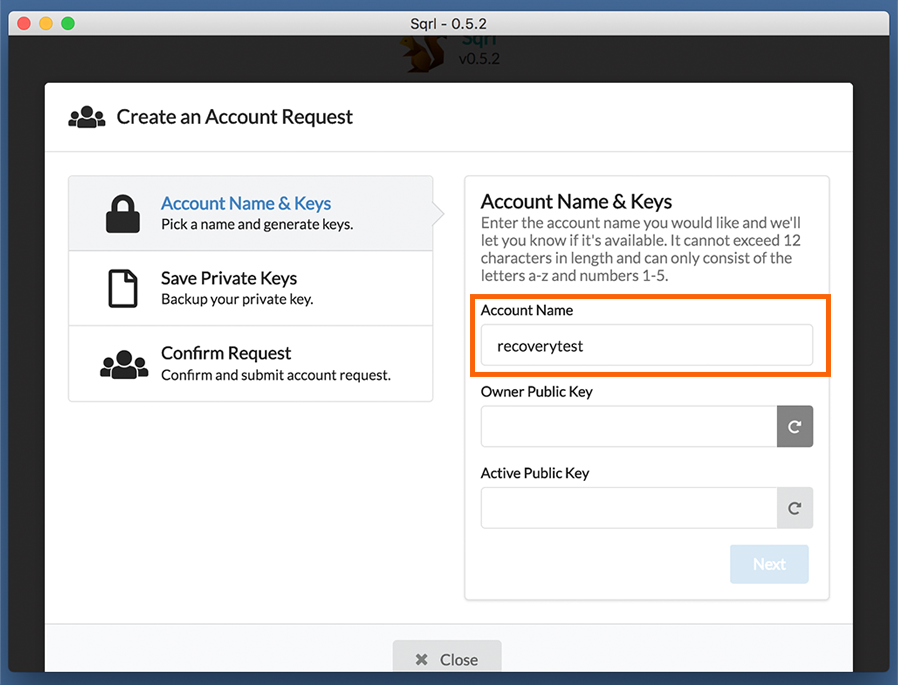 Sqrl - 0.5.2
Sqrl
v0.5.2
Create an Account Request
Account Name & Keys
Pick a name and generate keys.
Save Private Keys
Backup your private key.
Confirm Request
Confirm and submit account request.
Account Name & Keys
Enter the account name you would like and we'll
let you know if it's available. It cannot exceed 12
characters in length and can only consist of the
letters a-z and numbers 1-5.
Account Name
recoverytest
Owner Public Key
Active Public Key
Next
Close